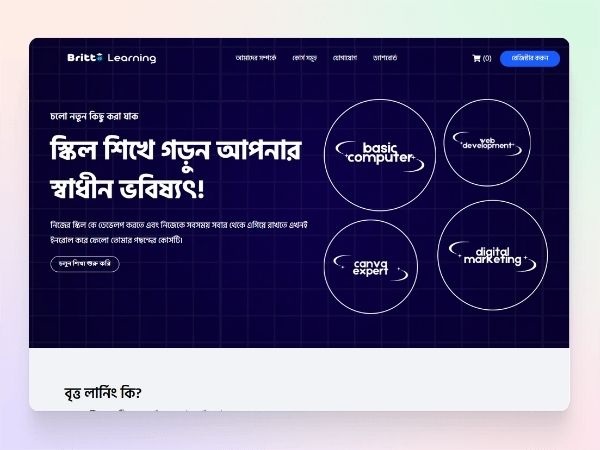 Britto Learning
আমাদের সম্পর্কে
কোর্স সমূহ
যোগাযোগ
ড্যাশবোর্ড
(0)
রেজিস্টার করুন
চলো নতুন কিছু করা যাক
স্কিল শিখে গড়ুন আপনার
স্বাধীন ভবিষ্যৎ!
নিজের স্কিল কে ডেভেলপ করতে এবং নিজেকে সবসময় সবার থেকে এগিয়ে রাখতে এখনই
ইনরোল করে ফেলো তোমার পছন্দের কোর্সটি।
চলুন শিখা শুরু করি
basic
computer
web
development
canva
expert
digital
marketing
বৃত্ত লার্নিং কি?